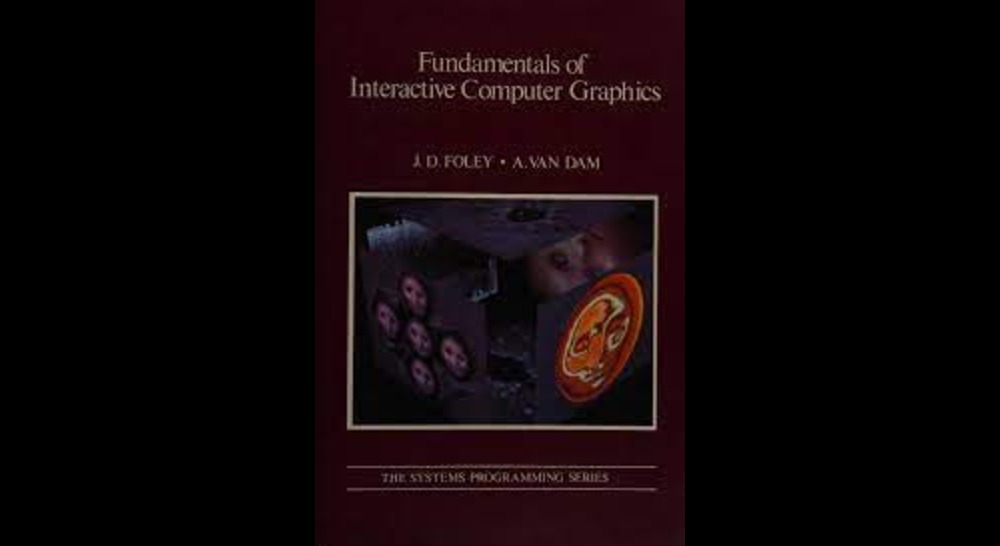 Fundamentals of
Interactive Computer Graphics
J. D. FOLEY • A. VAN DAM
THE SYSTEMS PROGRAMMING SERIES